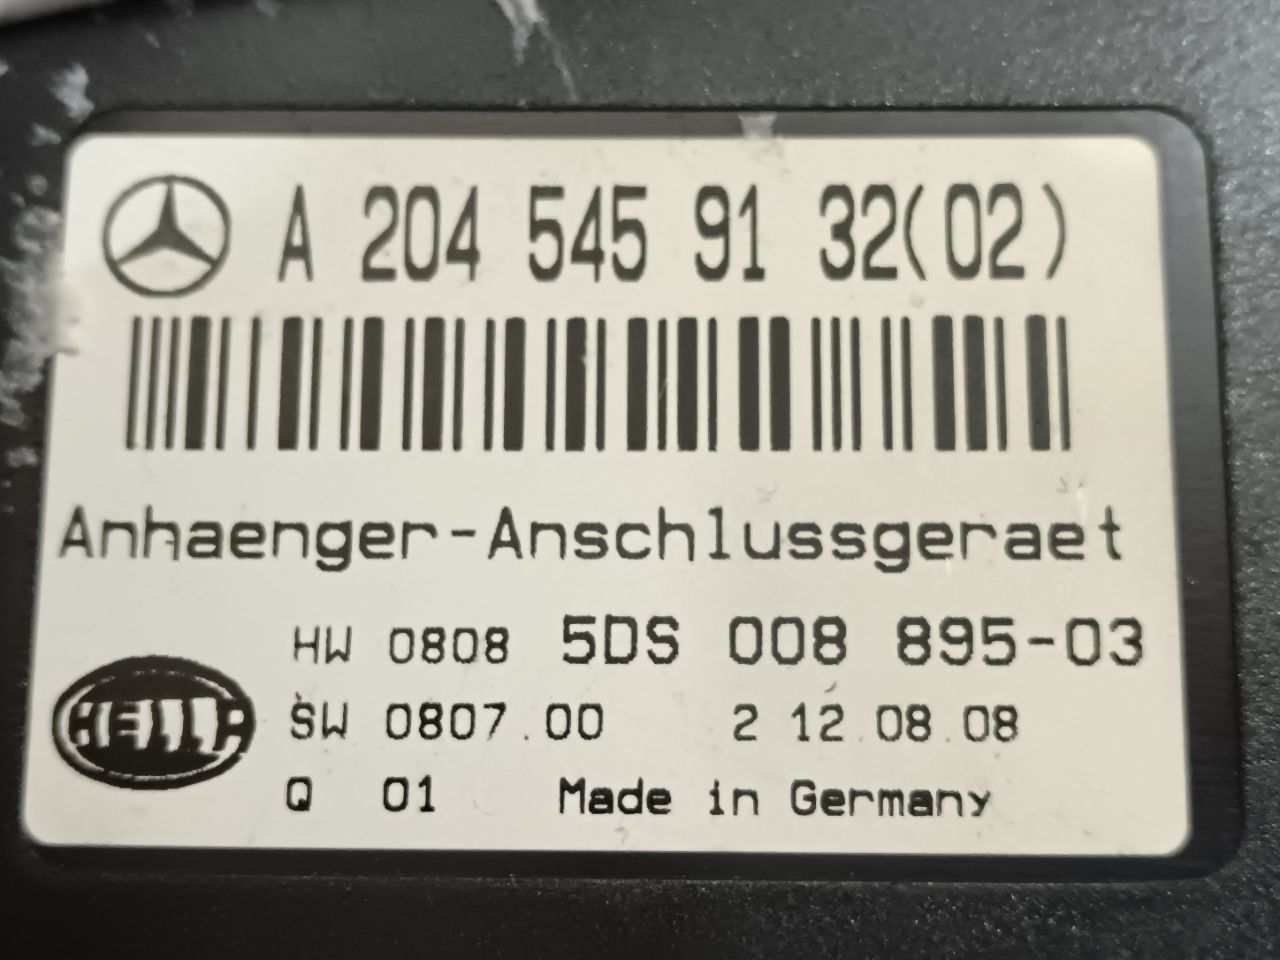 A 204 545 91 32(02)
Anhaenger-Anschlussgeraet
HW 0808 5DS 008 895-03
HELLA
SW 0807.00 2 12.08.08
Q 01 Made in Germany